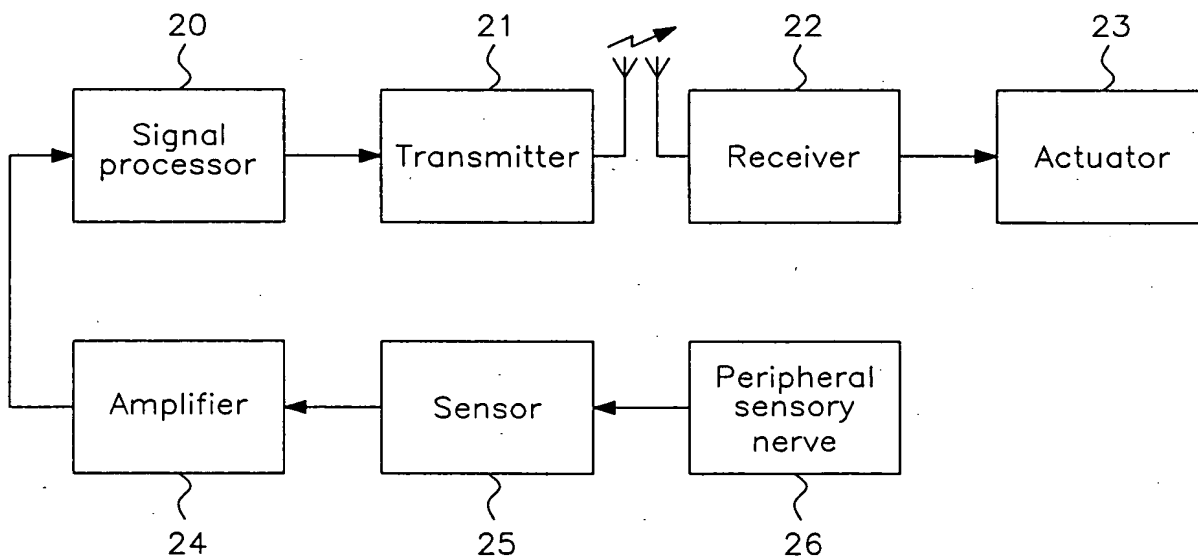 20
21
22
23
Signal
processor
Transmitter
Receiver
Actuator
Amplifier
Sensor
Peripheral
sensory
nerve
24
25
26